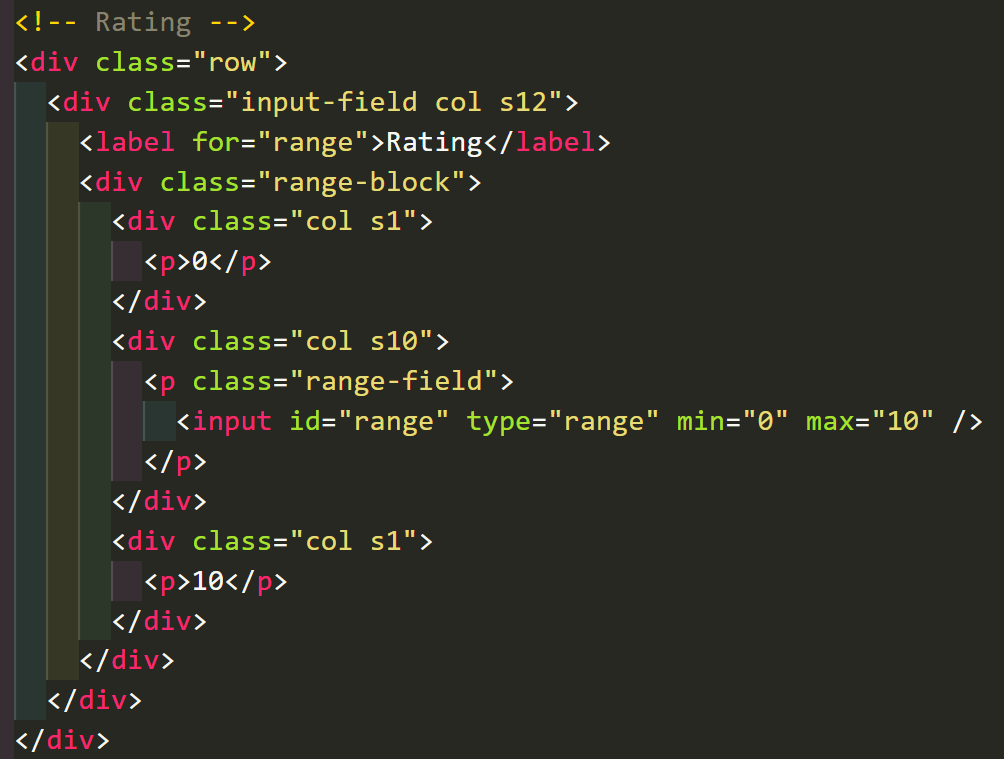 <!-- Rating -->
<div class="row">
  <div class="input-field col s12">
    <label for="range">Rating</label>
    <div class="range-block">
      <div class="col s1">
        <p>0</p>
      </div>
      <div class="col s10">
        <p class="range-field">
          <input id="range" type="range" min="0" max="10" />
        </p>
      </div>
      <div class="col s1">
        <p>10</p>
      </div>
    </div>
  </div>
</div>